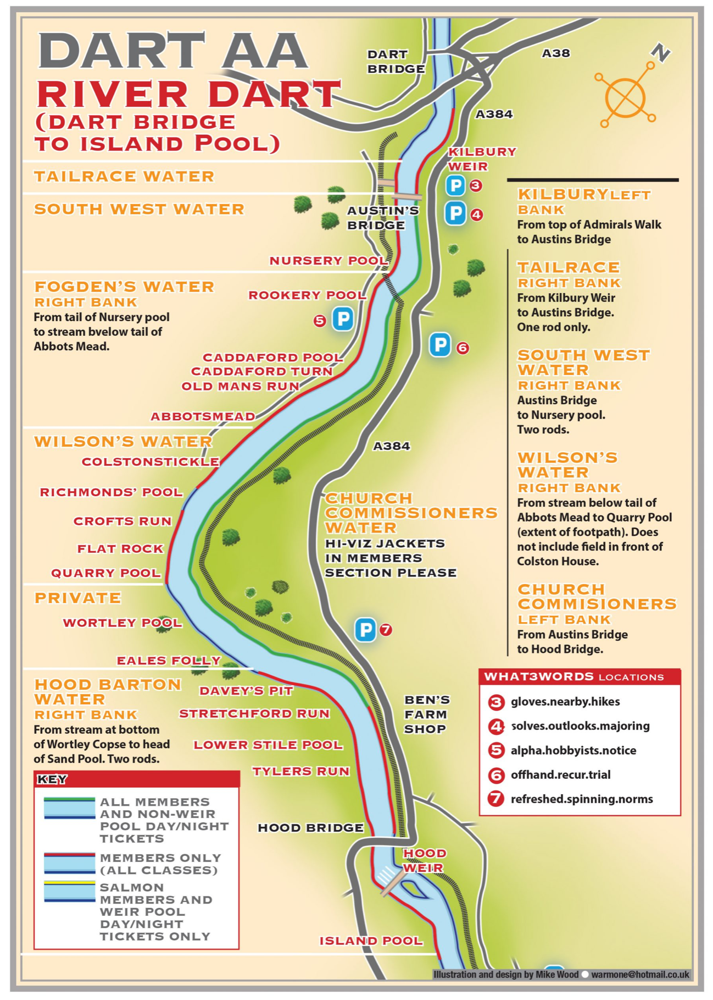 DART AA
RIVER DART
(DART BRIDGE
TO ISLAND POOL)
DART
BRIDGE
A38
N
A384
KILBURY
WEIR
P 3
P 4
TAILRACE WATER
SOUTH WEST WATER
AUSTIN'S
BRIDGE
NURSERY POOL
FOGDEN'S WATER
RIGHT BANK
From tail of Nursery pool
to stream bvelow tail of
Abbots Mead.
ROOKERY POOL
5 P
P 6
CADDAFORD POOL
CADDAFORD TURN
OLD MANS RUN
ABBOTSMEAD
WILSON'S WATER
COLSTONSTICKLE
A384
RICHMONDS' POOL
CROFTS RUN
FLAT ROCK
QUARRY POOL
CHURCH
COMMISSIONERS
WATER
HI-VIZ JACKETS
IN MEMBERS
SECTION PLEASE
PRIVATE
WORTLEY POOL
P 7
EALES FOLLY
HOOD BARTON
WATER
RIGHT BANK
From stream at bottom
of Wortley Copse to head
of Sand Pool. Two rods.
DAVEY'S PIT
STRETCHFORD RUN
LOWER STILE POOL
TYLERS RUN
BEN'S
FARM
SHOP
HOOD BRIDGE
HOOD
WEIR
ISLAND POOL
KEY
ALL MEMBERS
AND NON-WEIR
POOL DAY/NIGHT
TICKETS
MEMBERS ONLY
(ALL CLASSES)
SALMON
MEMBERS AND
WEIR POOL
DAY/NIGHT
TICKETS ONLY
KILBURY LEFT
BANK
From top of Admirals Walk
to Austins Bridge
TAILRACE
RIGHT BANK
From Kilbury Weir
to Austins Bridge.
One rod only.
SOUTH WEST
WATER
RIGHT BANK
Austins Bridge
to Nursery pool.
Two rods.
WILSON'S
WATER
RIGHT BANK
From stream below tail of
Abbots Mead to Quarry Pool
(extent of footpath). Does
not include field in front of
Colston House.
CHURCH
COMMISIONERS
LEFT BANK
From Austins Bridge
to Hood Bridge.
WHAT3WORDS LOCATIONS
3 gloves.nearby.hikes
4 solves.outlooks.majoring
5 alpha.hobbyists.notice
6 offhand.recur.trial
7 refreshed.spinning.norms
Illustration and design by Mike Wood warmone@hotmail.co.uk